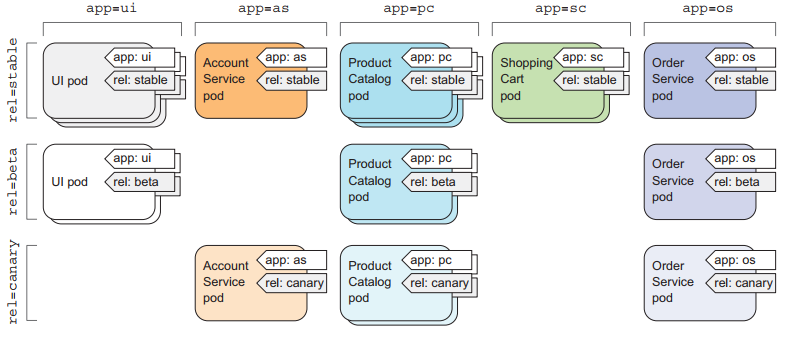 app=ui app=as app=pc app=sc app=os
rel=stable
UI pod
app: ui
rel: stable
Account
Service
pod
app: as
rel: stable
Product
Catalog
pod
app: pc
rel: stable
Shopping
Cart
pod
app: sc
rel: stable
Order
Service
pod
app: os
rel: stable
rel=beta
UI pod
app: ui
rel: beta
Product
Catalog
pod
app: pc
rel: beta
Order
Service
pod
app: os
rel: beta
rel=canary
Account
Service
pod
app: as
rel: canary
Product
Catalog
pod
app: pc
rel: canary
Order
Service
pod
app: os
rel: canary